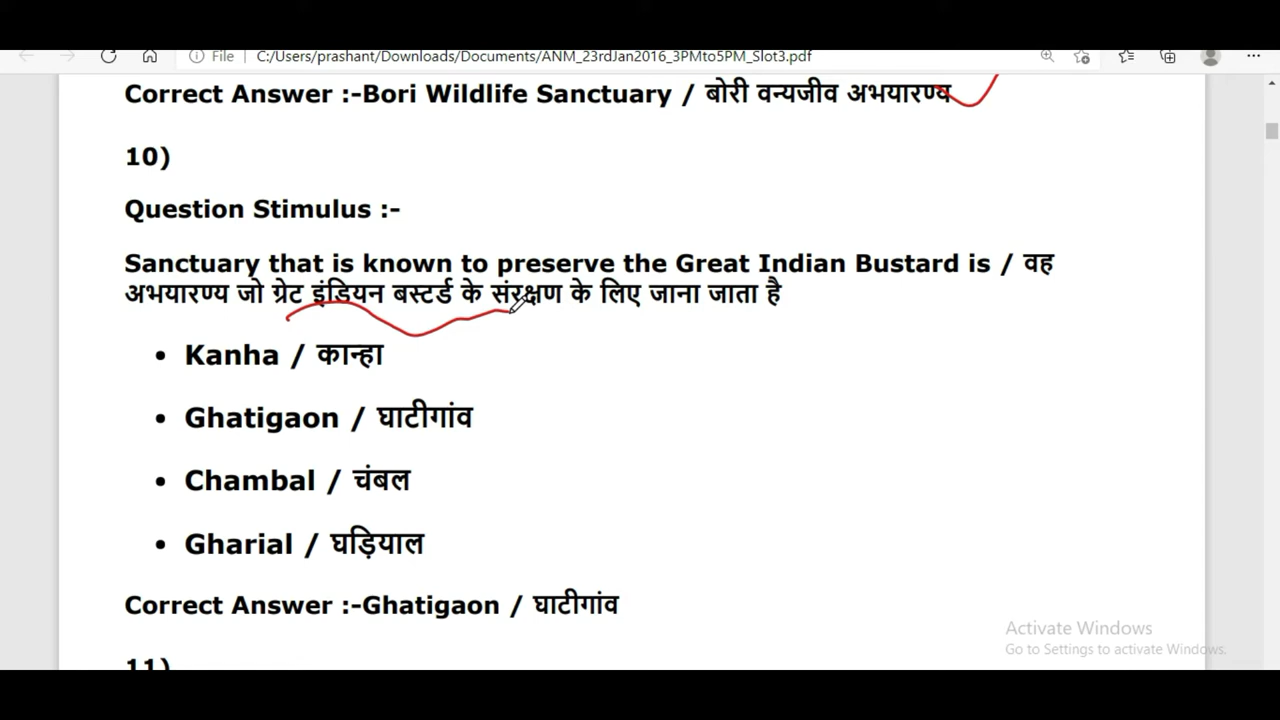 File C:/Users/prashant/Downloads/Documents/ANM_23rdJan2016_3PMto5PM_Slot3.pdf
Correct Answer :-Bori Wildlife Sanctuary / बोरी वन्यजीव अभयारण्य
10)
Question Stimulus :-
Sanctuary that is known to preserve the Great Indian Bustard is / वह
अभयारण्य जो ग्रेट इंडियन बस्टर्ड के संरक्षण के लिए जाना जाता है
• Kanha / कान्हा
• Ghatigaon / घाटीगांव
• Chambal / चंबल
• Gharial / घड़ियाल
Correct Answer :-Ghatigaon / घाटीगांव
Activate Windows
Go to Settings to activate Windows.
11)